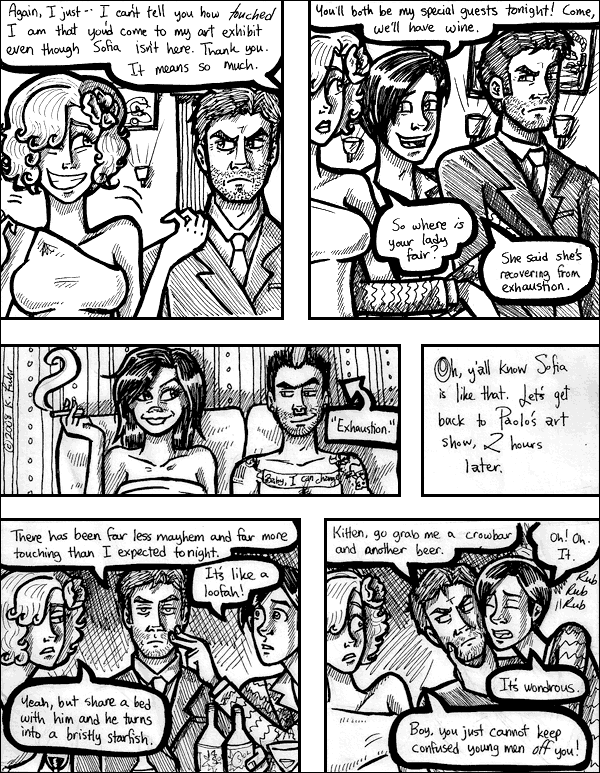 Again, I just-- I can't tell you how touched
I am that you'd come to my art exhibit
even though Sofia isn't here. Thank you.
It means so much.
You'll both be my special guests tonight! Come,
we'll have wine.
So where is
your lady
fair?
She said she's
recovering from
exhaustion.
© 2008 K. Fuhr
"Exhaustion."
Baby, I can change
Oh, y'all know Sofia
is like that. Let's get
back to Paolo's art
show, 2 hours
later.
There has been far less mayhem and far more
touching than I expected tonight.
It's like a
loofah!
Yeah, but share a bed
with him and he turns
into a bristly starfish.
Kitten, go grab me a crowbar
and another beer.
Oh! Oh.
It.
Rub
Rub
Rub
It's wondrous.
Boy, you just cannot keep
confused young men off you!